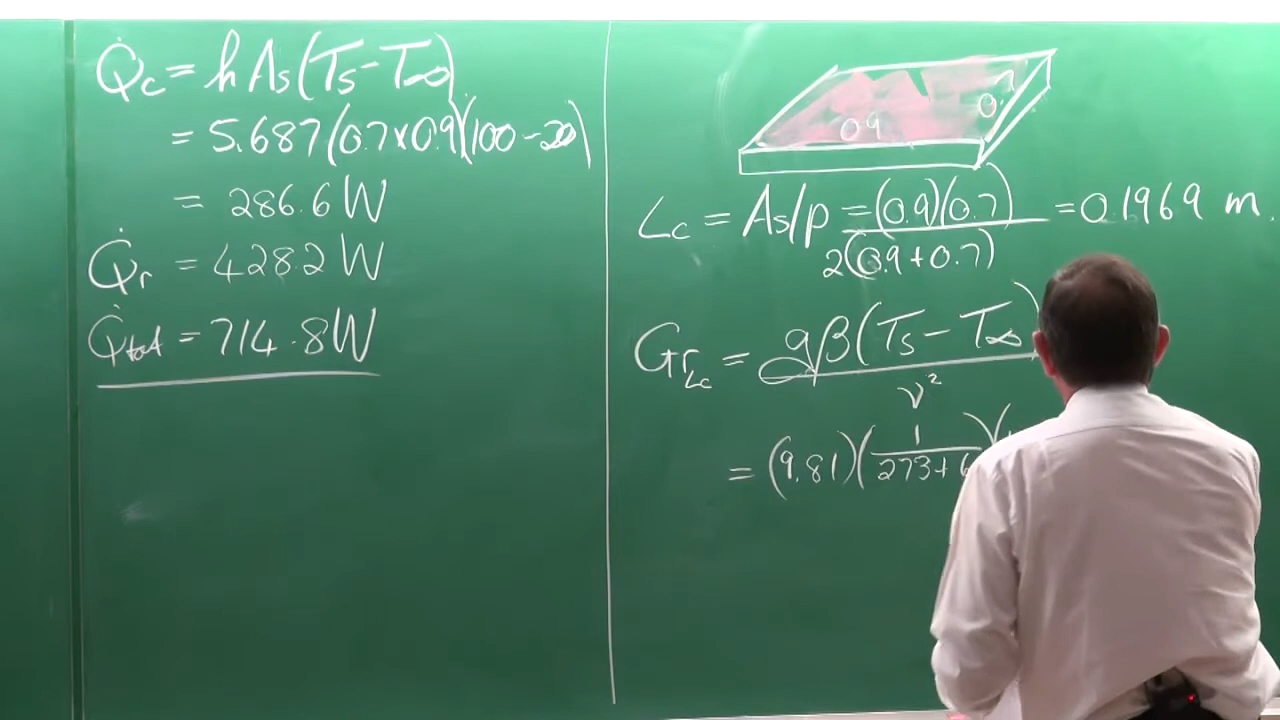 Q̇c = h As(Ts - T∞)
= 5.687(0.7x0.9)(100 - 20)
= 286.6 W
Q̇r = 428.2 W
Q̇tot = 714.8 W
0.9
0.7
Lc = As/p = (0.9)(0.7) / 2(0.9 + 0.7) = 0.1969 m.
GrLc = gβ(Ts - T∞) / ν²
= (9.81)(1 / 273 + 6